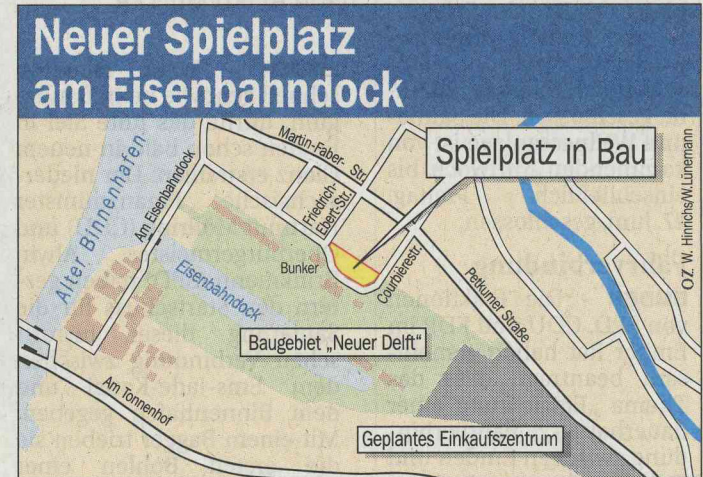 Neuer Spielplatz
am Eisenbahndock
Spielplatz in Bau
Martin-Faber- Str.
Friedrich-
Ebert-Str.
Am Eisenbahndock
Alter Binnenhafen
Eisenbahndock
Bunker
Courbièrestr.
Petkumer Straße
Baugebiet „Neuer Delft“
Am Tonnenhof
Geplantes Einkaufszentrum
OZ W. Hinrichs/W.Lünemann